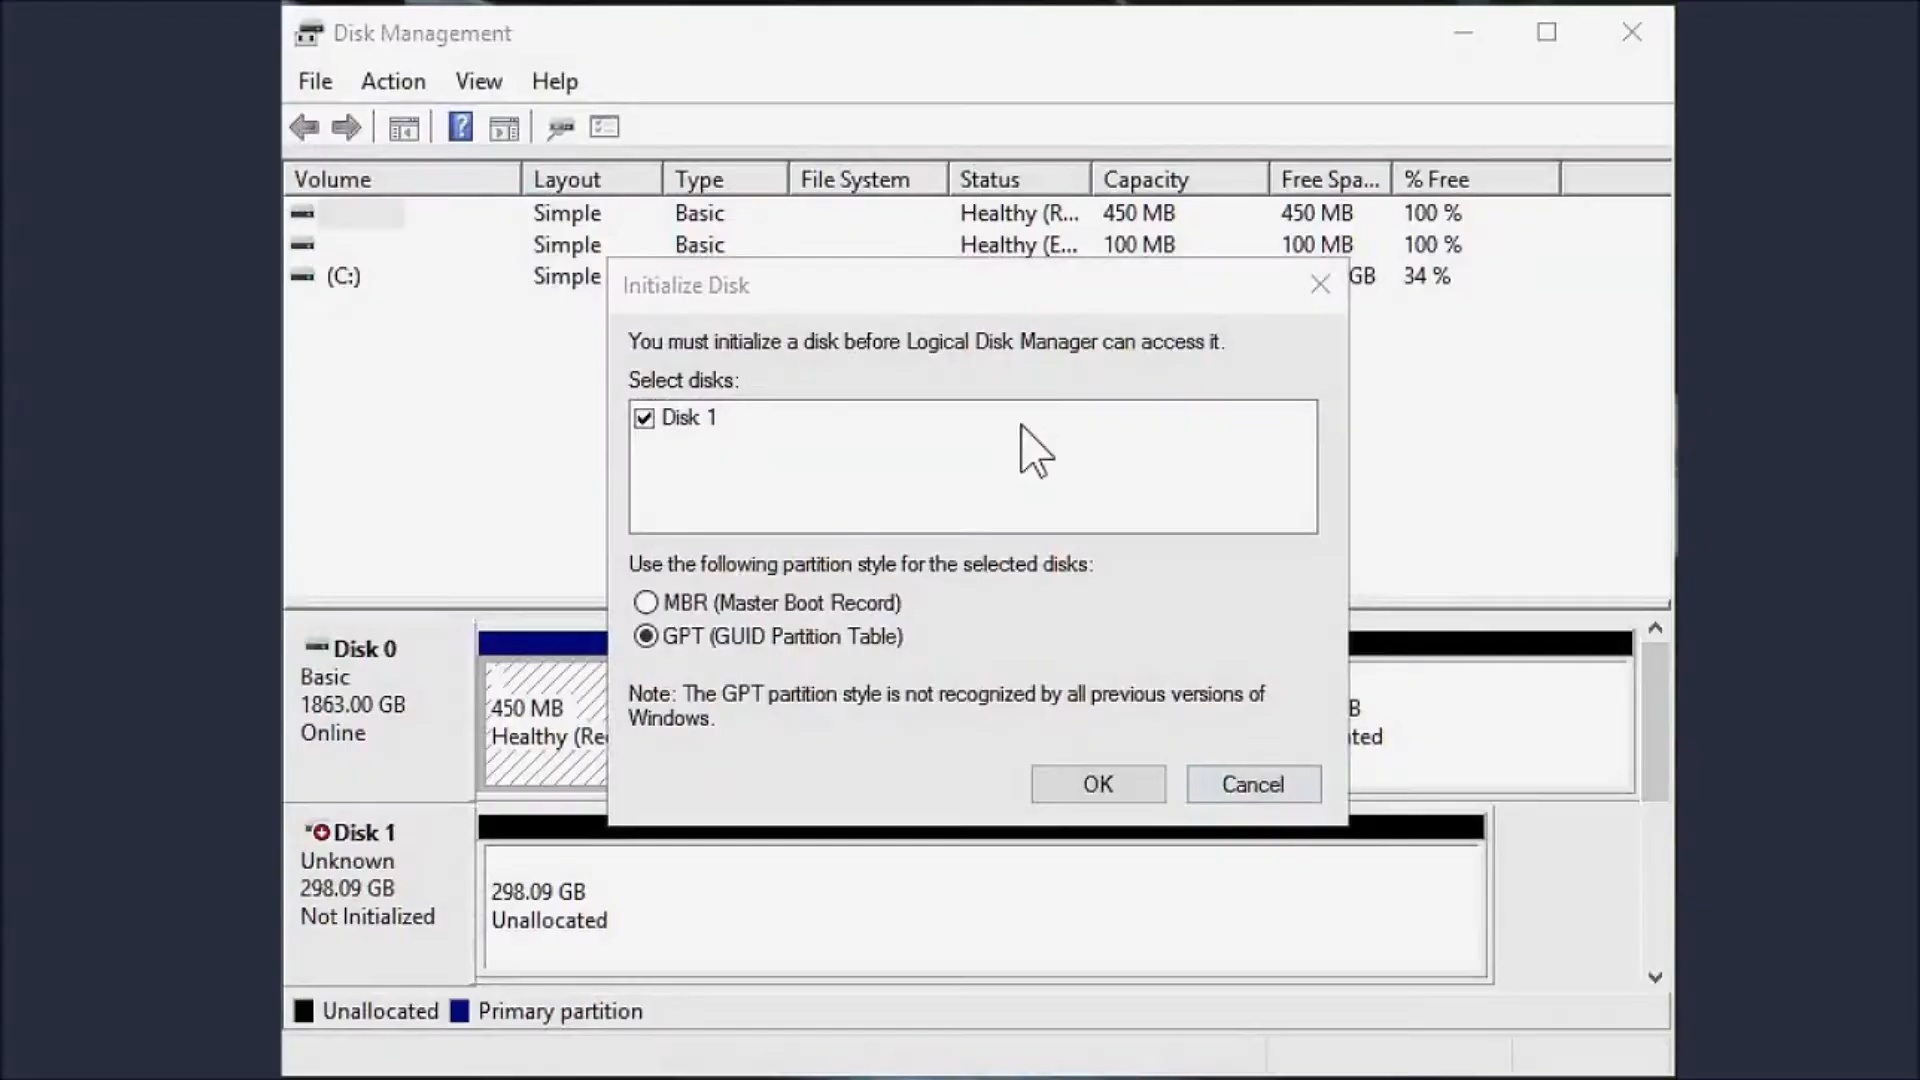 Disk Management
File Action View Help
Volume Layout Type File System Status Capacity Free Spa... % Free
Simple Basic Healthy (R... 450 MB 450 MB 100 %
Simple Basic Healthy (E... 100 MB 100 MB 100 %
(C:) Simple GB 34 %
Initialize Disk
You must initialize a disk before Logical Disk Manager can access it.
Select disks:
Disk 1
Use the following partition style for the selected disks:
MBR (Master Boot Record)
GPT (GUID Partition Table)
Note: The GPT partition style is not recognized by all previous versions of
Windows.
OK Cancel
Disk 0
Basic
1863.00 GB
Online
450 MB
Healthy (Re
B
ted
Disk 1
Unknown
298.09 GB
Not Initialized
298.09 GB
Unallocated
Unallocated Primary partition